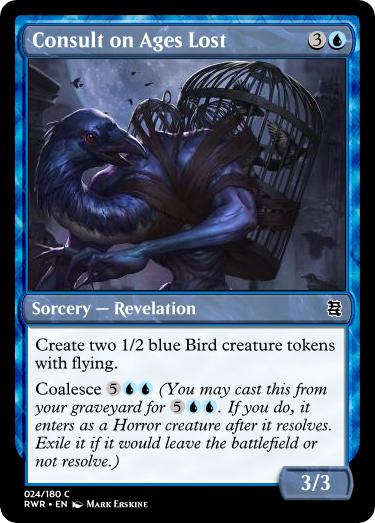 Consult on Ages Lost 3
Sorcery — Revelation
Create two 1/2 blue Bird creature tokens
with flying.
Coalesce 5 (You may cast this from
your graveyard for 5. If you do, it
enters as a Horror creature after it resolves.
Exile it if it would leave the battlefield or
not resolve.)
3/3
024/180 C
RWR • EN Mark Erskine